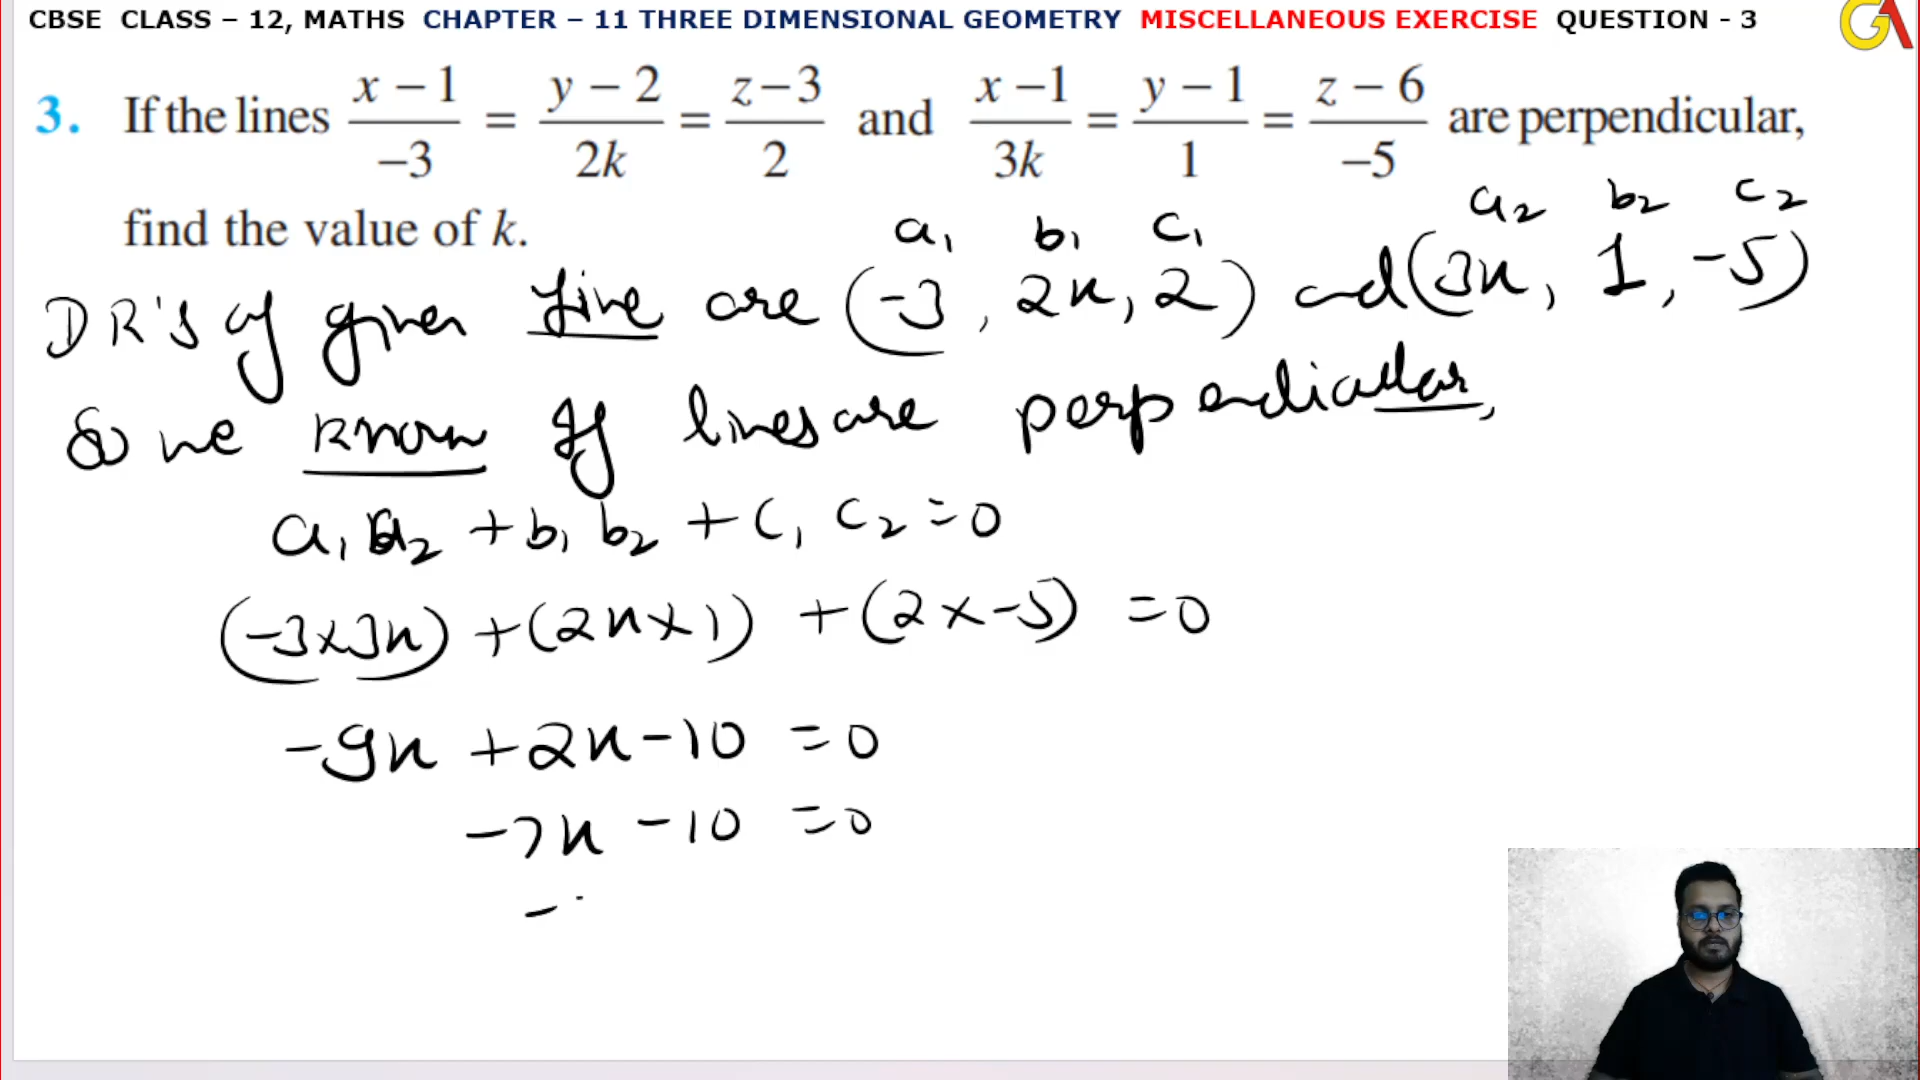 CBSE CLASS – 12, MATHS CHAPTER – 11 THREE DIMENSIONAL GEOMETRY MISCELLANEOUS EXERCISE QUESTION - 3
GA
3. If the lines (x – 1)/–3 = (y – 2)/2k = (z – 3)/2 and (x – 1)/3k = (y – 1)/1 = (z – 6)/–5 are perpendicular,
find the value of k.
a₁ b₁ c₁ a₂ b₂ c₂
DR's of given line are (-3, 2k, 2) and (3k, 1, -5)
So we know If lines are perpendicular,
a₁a₂ + b₁b₂ + c₁c₂ = 0
(-3×3k) + (2k×1) + (2×-5) = 0
-9k + 2k - 10 = 0
-7k - 10 = 0
-